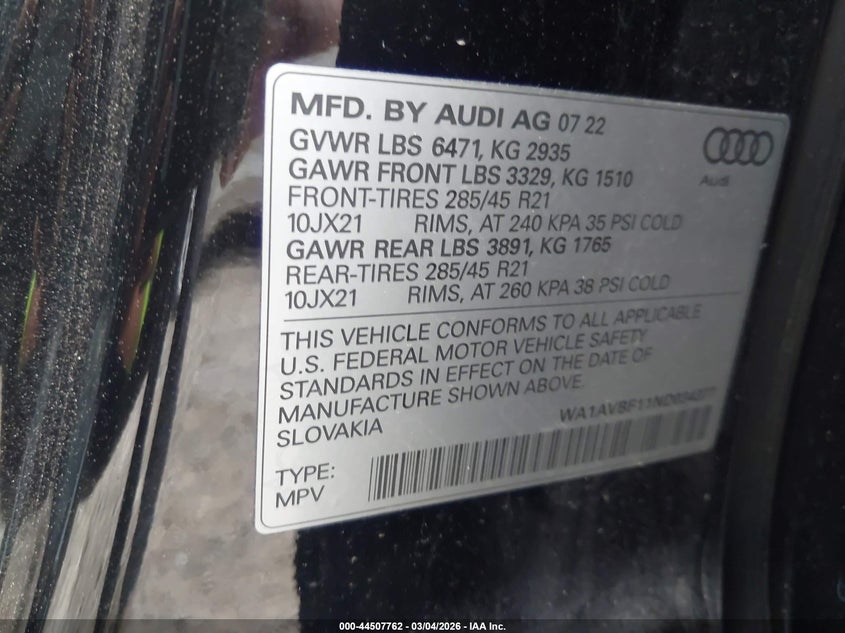 MFD. BY AUDI AG 07 22
GVWR LBS 6471, KG 2935
GAWR FRONT LBS 3329, KG 1510
FRONT-TIRES 285/45 R21
10JX21 RIMS, AT 240 KPA 35 PSI COLD
GAWR REAR LBS 3891, KG 1765
REAR-TIRES 285/45 R21
10JX21 RIMS, AT 260 KPA 38 PSI COLD
Audi
THIS VEHICLE CONFORMS TO ALL APPLICABLE
U.S. FEDERAL MOTOR VEHICLE SAFETY
STANDARDS IN EFFECT ON THE DATE OF
MANUFACTURE SHOWN ABOVE.
SLOVAKIA
TYPE:
MPV
000-44507762 - 03/04/2026 - IAA Inc.